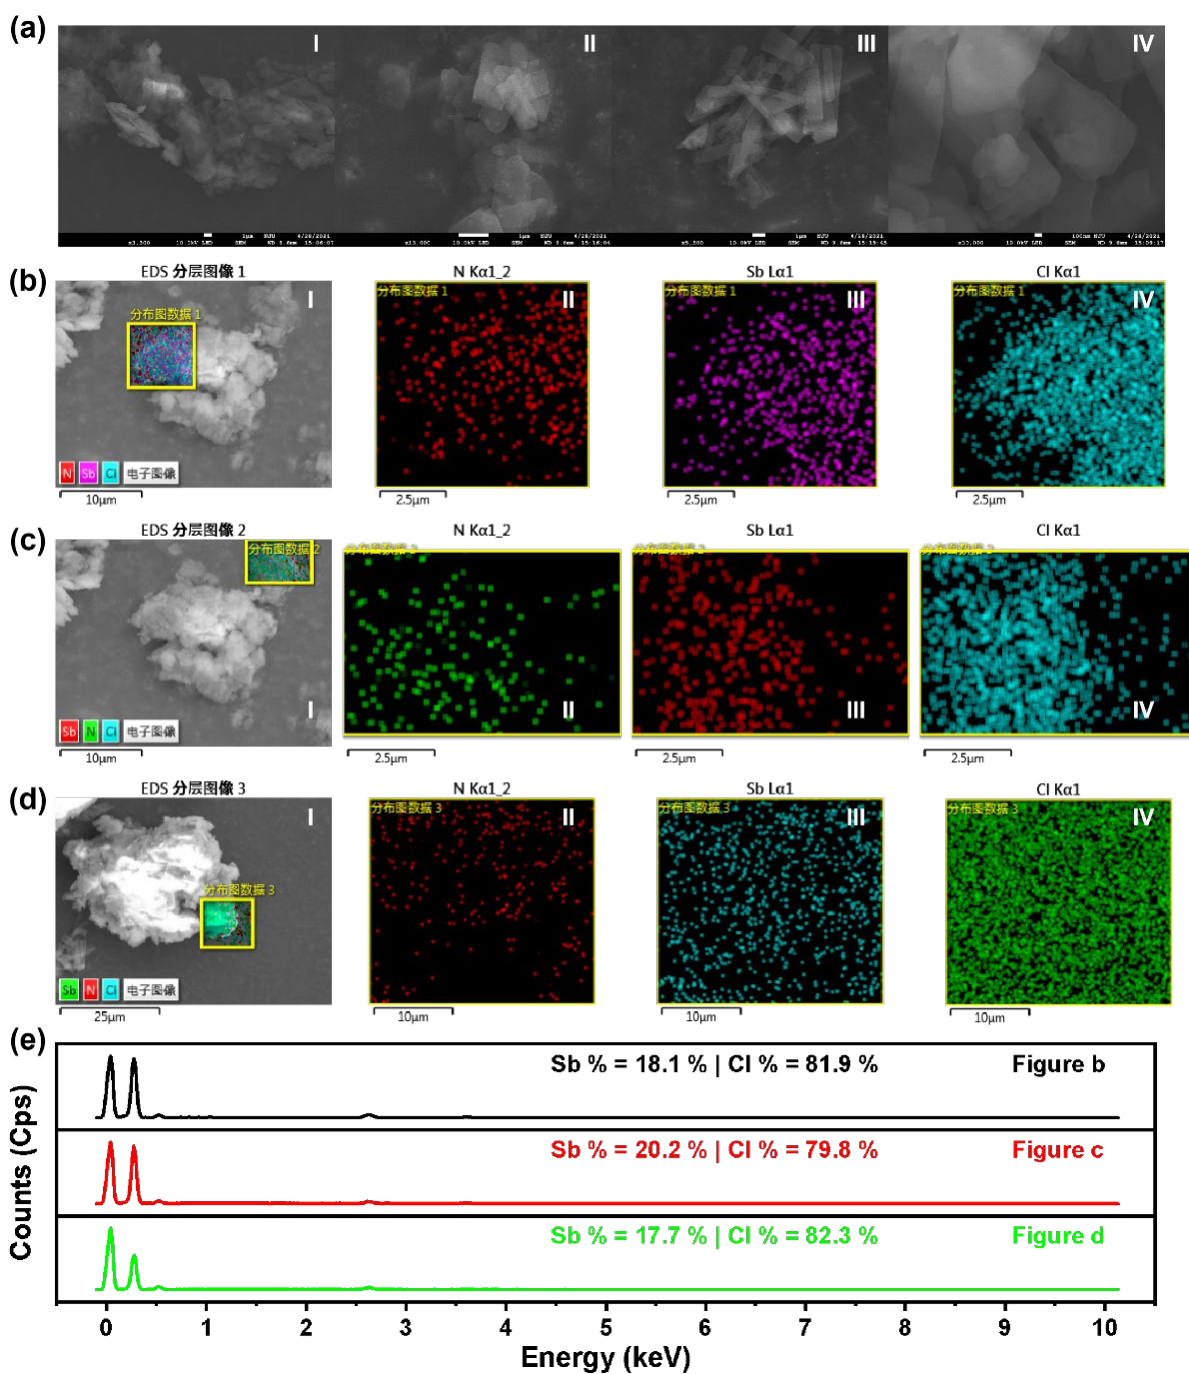 (a)
I
II
III
IV
(b)
EDS 分层图像 1
N Kα1_2
Sb Lα1
Cl Kα1
分布图数据 1
I
分布图数据 1
II
分布图数据 1
III
分布图数据 1
IV
N Sb Cl 电子图像
10μm
2.5μm
2.5μm
2.5μm
(c)
EDS 分层图像 2
N Kα1_2
Sb Lα1
Cl Kα1
分布图数据 2
I
II
III
IV
Sb N Cl 电子图像
10μm
2.5μm
2.5μm
2.5μm
(d)
EDS 分层图像 3
N Kα1_2
Sb Lα1
Cl Kα1
分布图数据 3
I
分布图数据 3
II
分布图数据 3
III
分布图数据 3
IV
Sb N Cl 电子图像
25μm
10μm
10μm
10μm
(e)
Counts (Cps)
Sb % = 18.1 % | Cl % = 81.9 %
Figure b
Sb % = 20.2 % | Cl % = 79.8 %
Figure c
Sb % = 17.7 % | Cl % = 82.3 %
Figure d
0 1 2 3 4 5 6 7 8 9 10
Energy (keV)